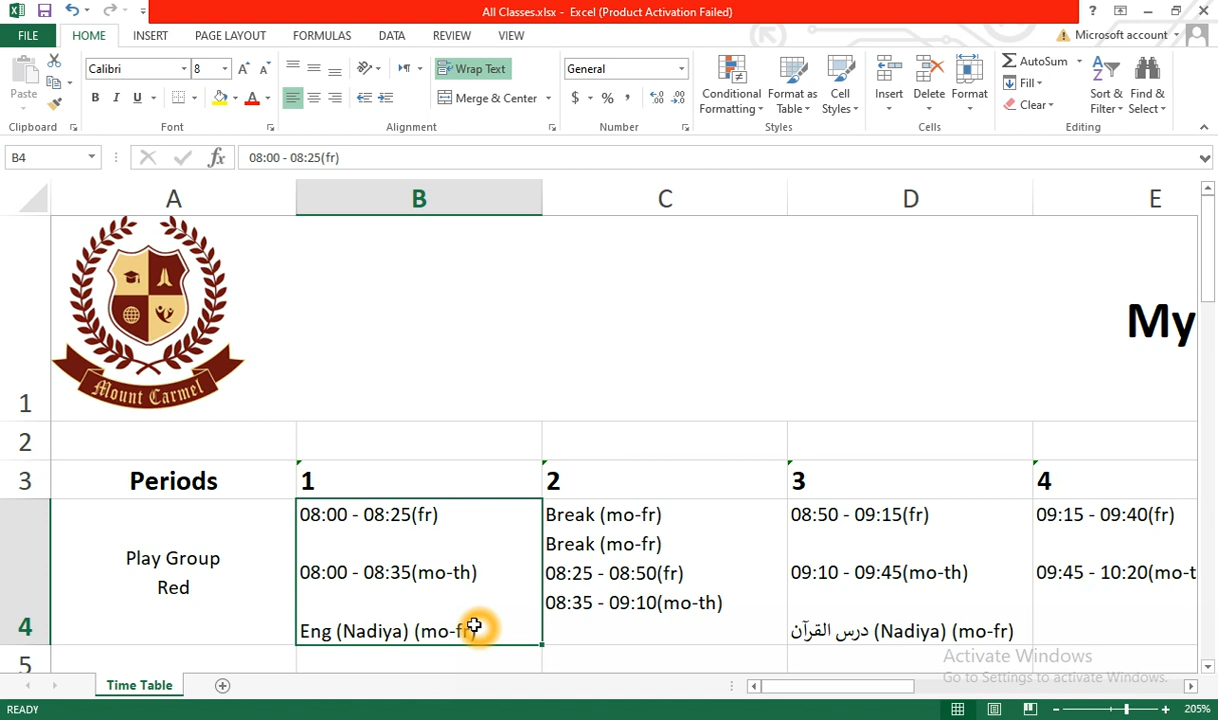 All Classes.xlsx - Excel (Product Activation Failed)
FILE HOME INSERT PAGE LAYOUT FORMULAS DATA REVIEW VIEW Microsoft account
Paste
Calibri 8
B I U
A A
Wrap Text
Merge & Center
General
$ % ,
Conditional Formatting
Format as Table
Cell Styles
Insert Delete Format
AutoSum
Fill
Clear
Sort & Filter
Find & Select
Clipboard Font Alignment Number Styles Cells Editing
B4 fx 08:00 - 08:25(fr)
A B C D E
Mount Carmel
My
1
2
3 Periods 1 2 3 4
4
Play Group
Red
08:00 - 08:25(fr)
08:00 - 08:35(mo-th)
Eng (Nadiya) (mo-fr)
Break (mo-fr)
Break (mo-fr)
08:25 - 08:50(fr)
08:35 - 09:10(mo-th)
08:50 - 09:15(fr)
09:10 - 09:45(mo-th)
درس القرآن (Nadiya) (mo-fr)
09:15 - 09:40(fr)
09:45 - 10:20(mo-t
5
Activate Windows
Go to Settings to activate Windows.
Time Table
READY 205%